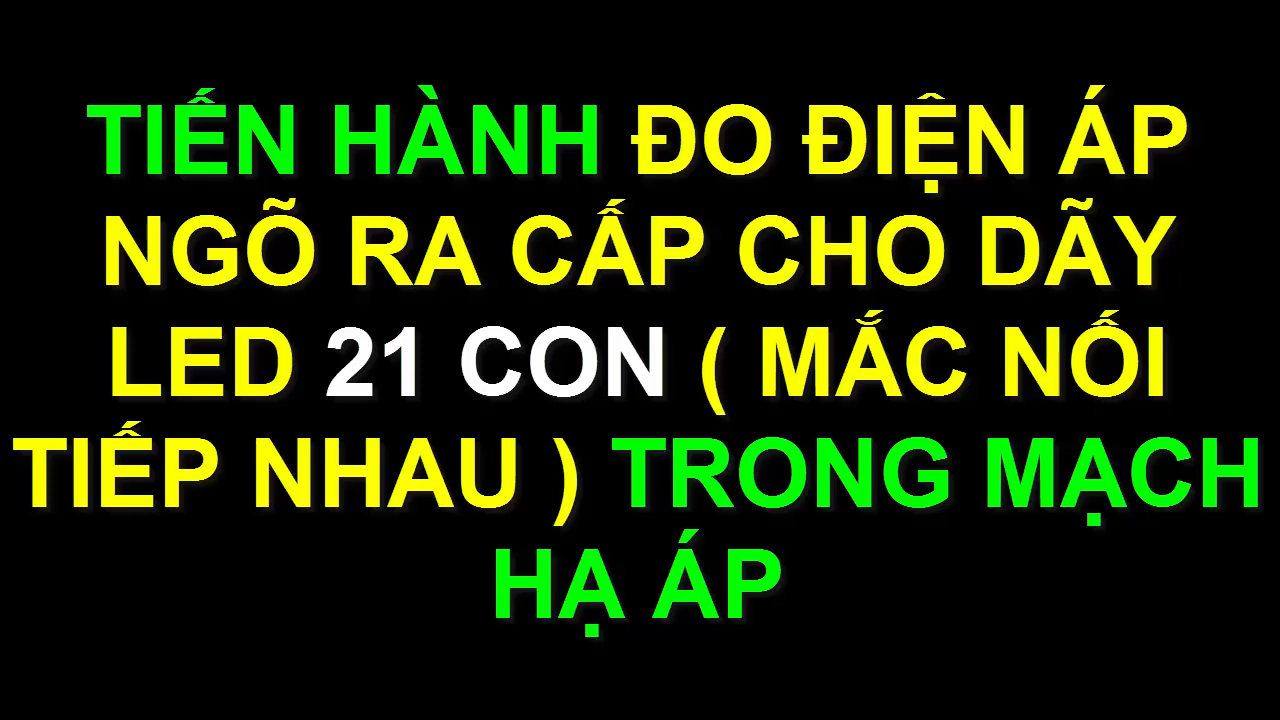 TIẾN HÀNH ĐO ĐIỆN ÁP
NGÕ RA CẤP CHO DÃY
LED 21 CON ( MẮC NỐI
TIẾP NHAU ) TRONG MẠCH
HẠ ÁP